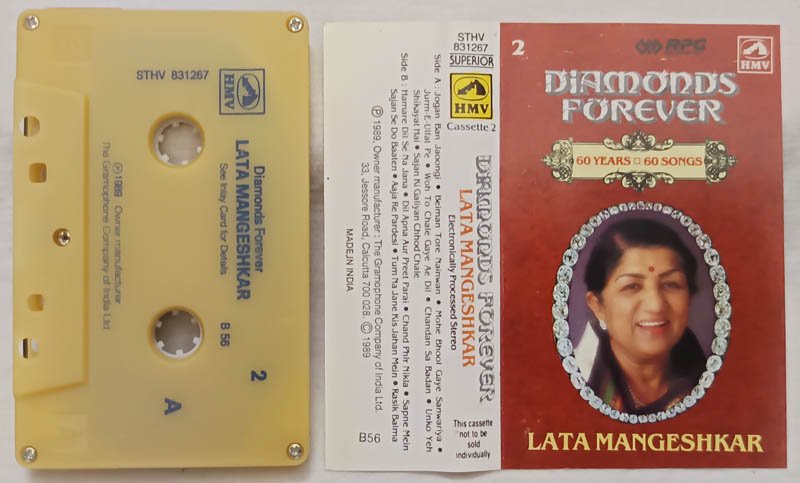 STHV 831267
HMV
Diamonds Forever
LATA MANGESHKAR
See Inlay Card for Details
Ⓟ1989 Owner manufacturer
The Gramophone Company of India Ltd
B 56
2
A
STHV
831267
SUPERIOR
HMV
Cassette 2
DIAMONDS FOREVER
LATA MANGESHKAR
Electronically Processed Stereo
This cassette
not to be
sold
individually
Side A : Jogan Ban Jaoongi • Beiman Tore Nainwan • Mohe Bhool Gaye Sanwariya •
Jurm-E-Ulfat Pe • Woh To Chale Gaye Ae Dil • Chandan Sa Badan • Unko Yeh
Shikayat Hai • Sajan Ki Galiyan Chhod Chale
Side B : Hamare Dil Se Na Jana • Dil Apna Aur Preet Parai • Chand Phir Nikla • Sapne Mein
Sajan Se Do Baaten • Aaja Re Pardesi • Tum Na Jane Kis Jahan Mein • Rasik Balma
Ⓟ 1989, Owner manufacturer : The Gramophone Company of India Ltd.
33, Jessore Road, Calcutta 700 028. © 1989
MADE IN INDIA
B56
2
RPG
HMV
DIAMONDS
FOREVER
60 YEARS □ 60 SONGS
LATA MANGESHKAR